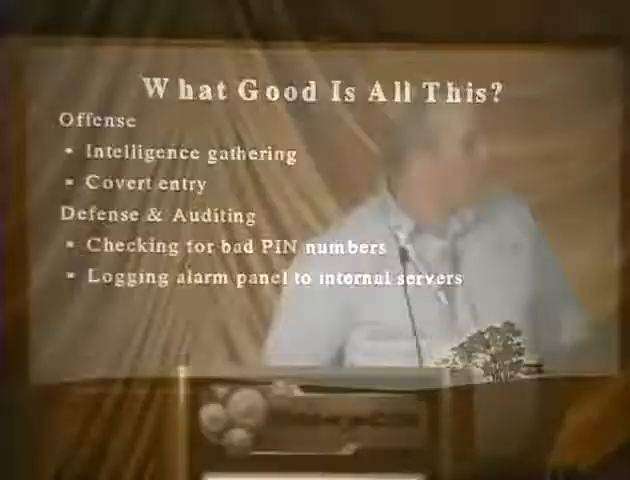 What Good Is All This?
Offense
▪ Intelligence gathering
▪ Covert entry
Defense & Auditing
▪ Checking for bad PIN numbers
▪ Logging alarm panel to internal servers